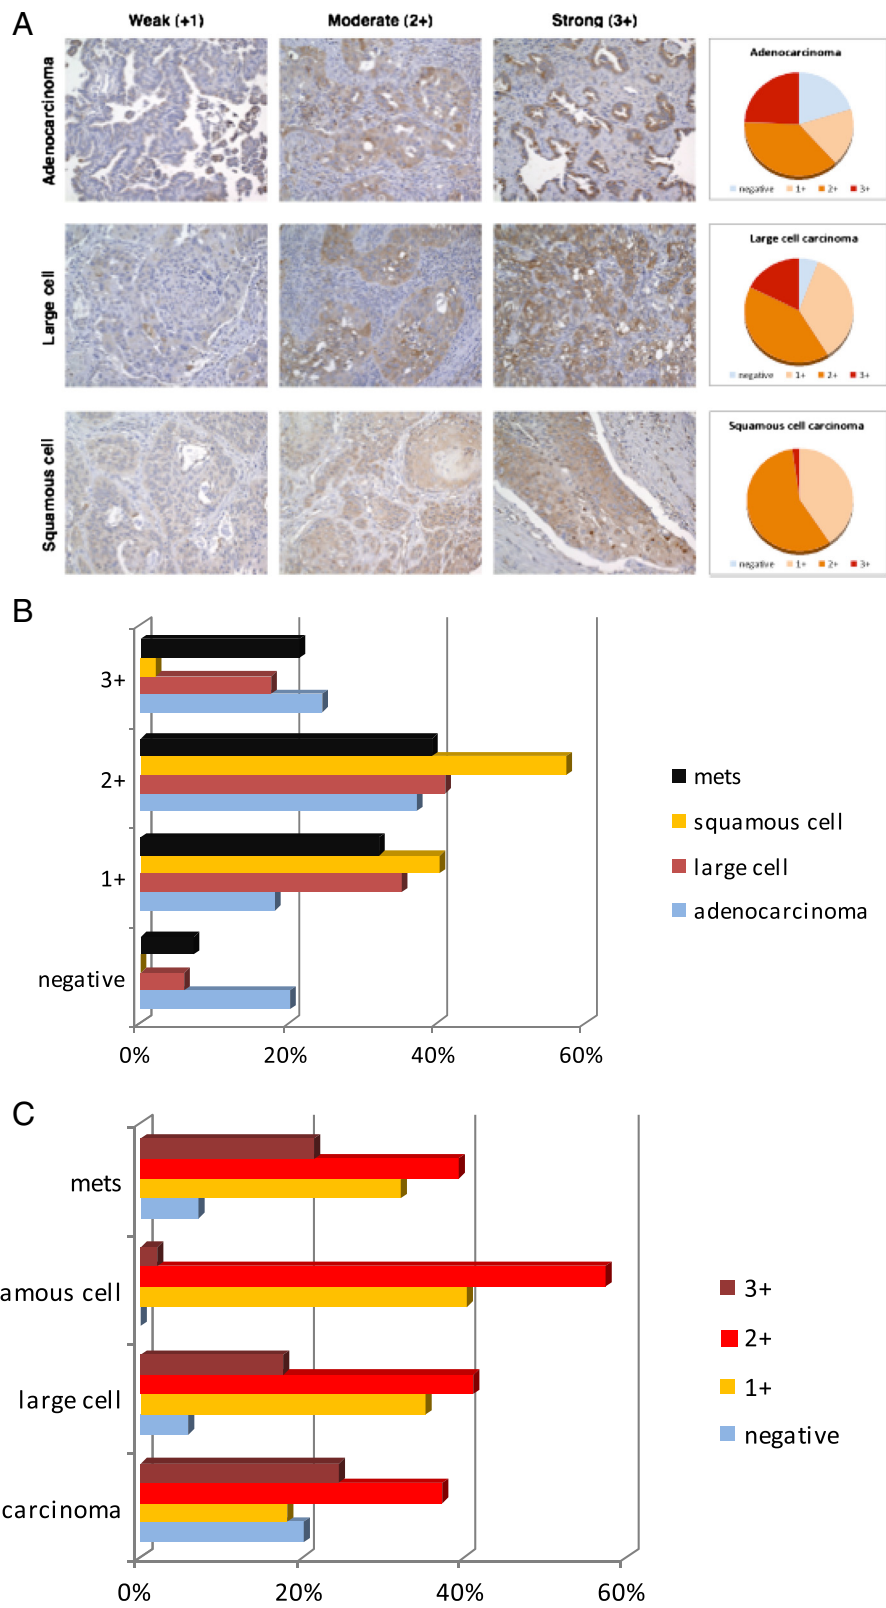 A
Weak (+1) Moderate (2+) Strong (3+)
Adenocarcinoma
Adenocarcinoma
negative 1+ 2+ 3+
Large cell
Large cell carcinoma
negative 1+ 2+ 3+
Squamous cell
Squamous cell carcinoma
negative 1+ 2+ 3+
B
3+
2+
1+
negative
0% 20% 40% 60%
mets
squamous cell
large cell
adenocarcinoma
C
mets
amous cell
large cell
carcinoma
0% 20% 40% 60%
3+
2+
1+
negative